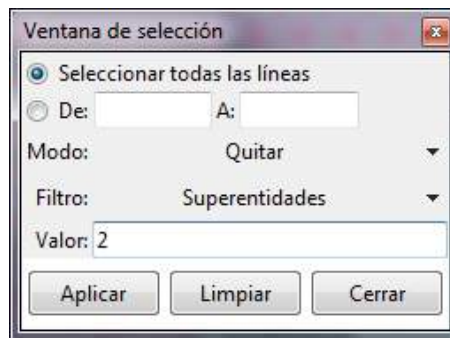 Ventana de selección
Seleccionar todas las líneas
De: A:
Modo: Quitar
Filtro: Superentidades
Valor: 2
Aplicar Limpiar Cerrar